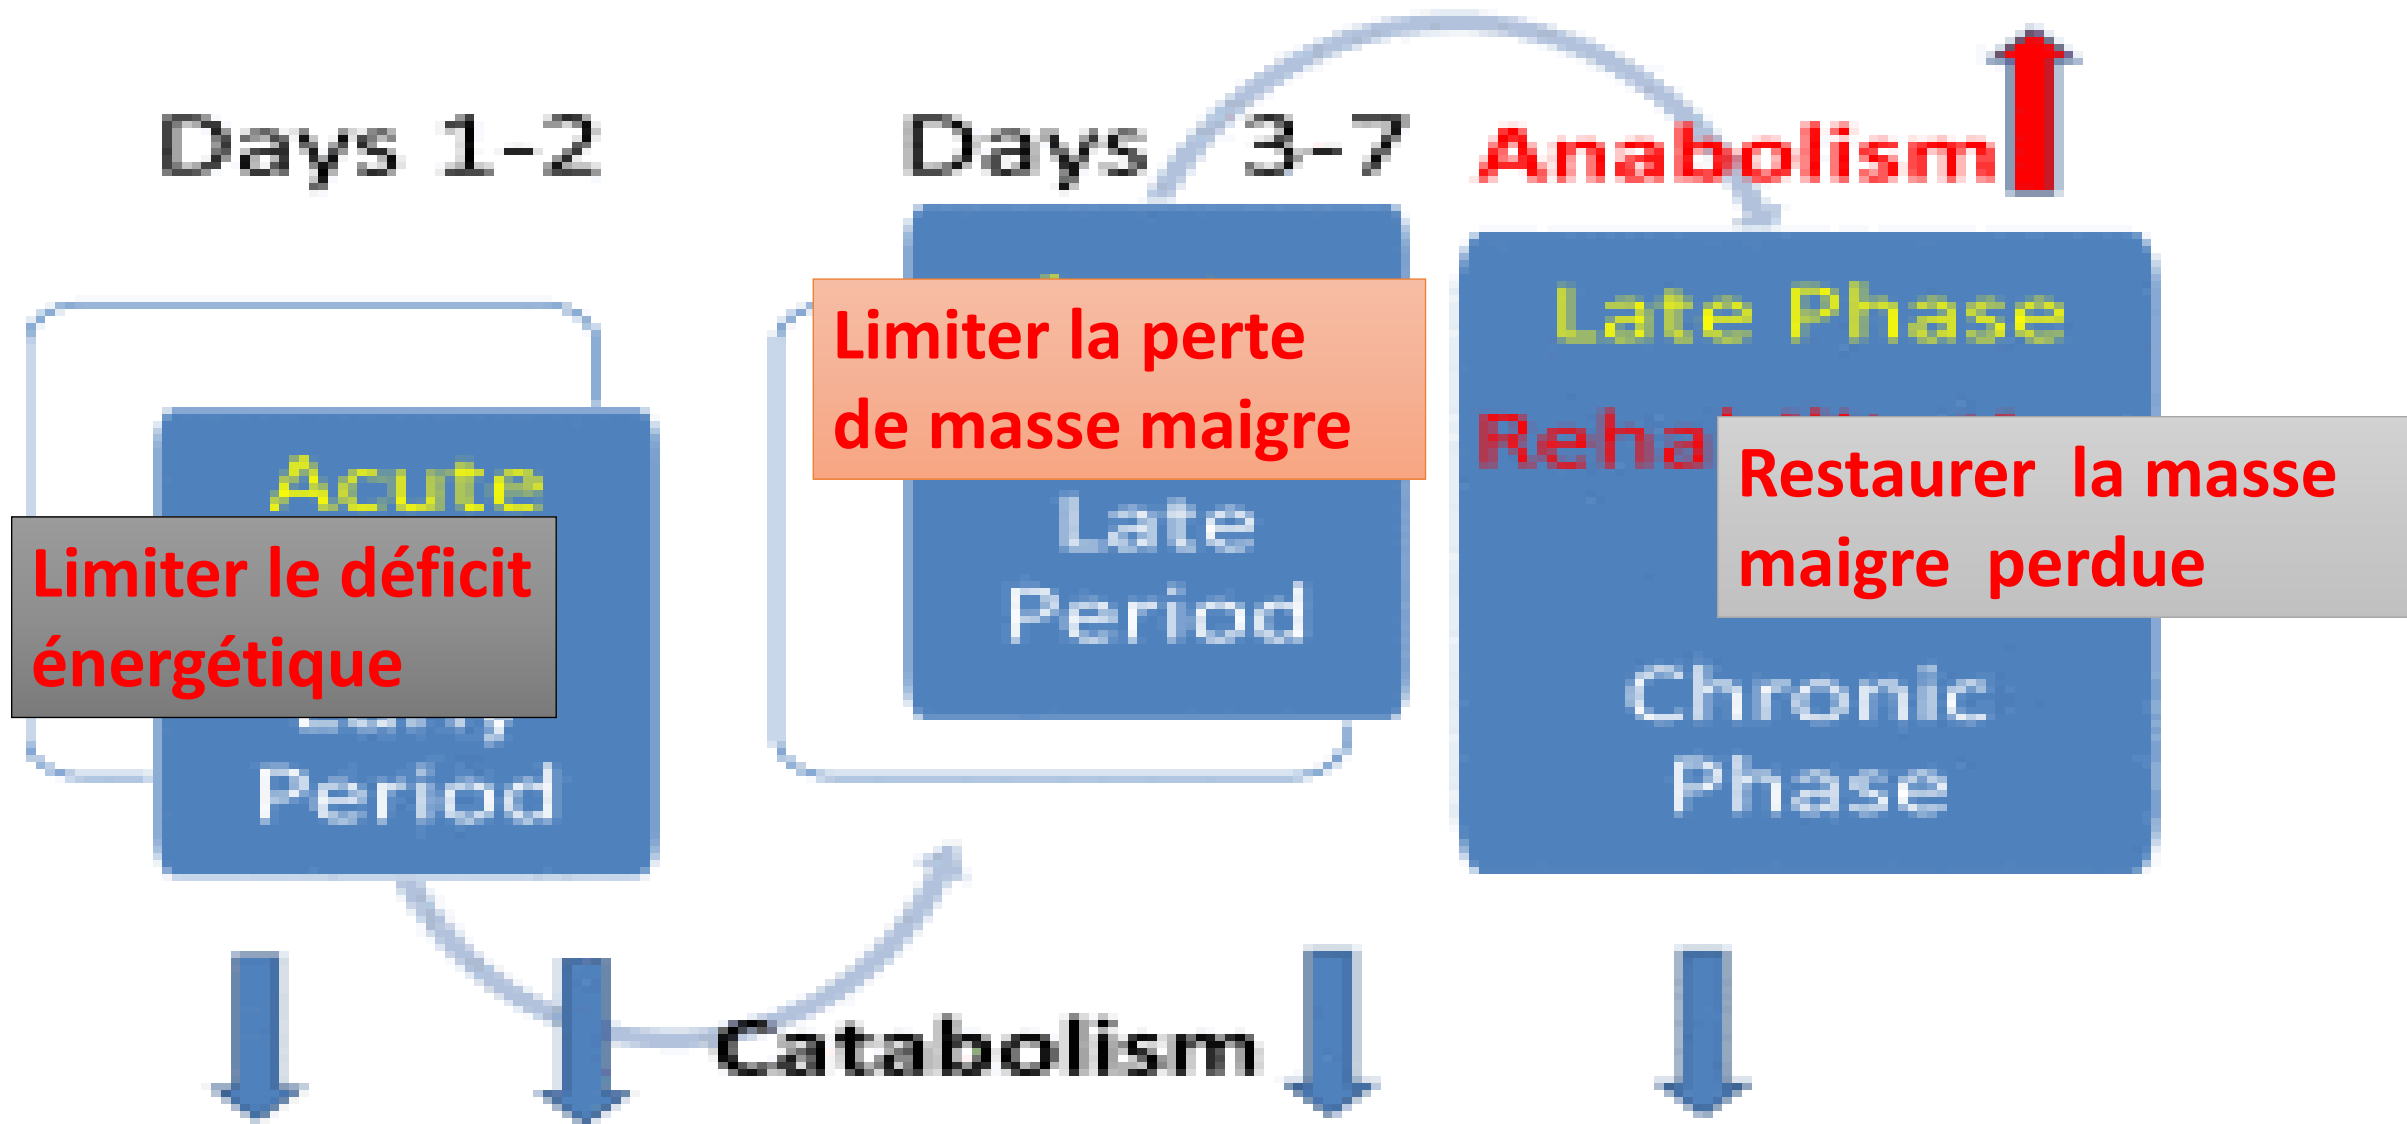 Days 1-2
Acute
Limiter le déficit
énergétique
Period
Days 3-7
Limiter la perte
de masse maigre
Late
Period
Anabolism
Late Phase
Restaurer la masse
maigre perdue
Chronic
Phase
Catabolism